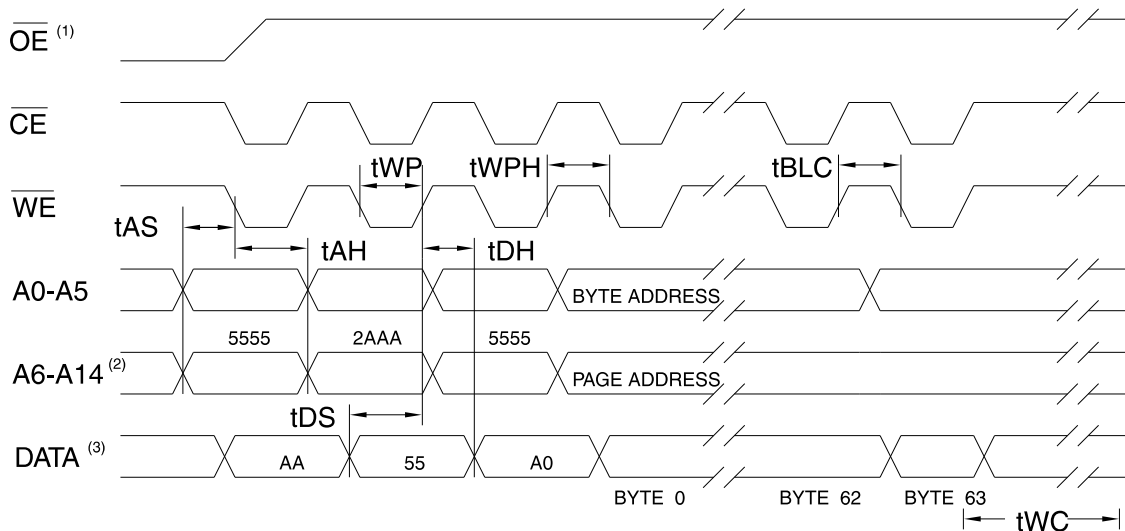 OE (1)
CE
tWP tWPH tBLC
WE
tAS
tAH tDH
A0-A5 BYTE ADDRESS
5555 2AAA 5555
A6-A14 (2) PAGE ADDRESS
tDS
DATA (3) AA 55 A0
BYTE 0 BYTE 62 BYTE 63
tWC